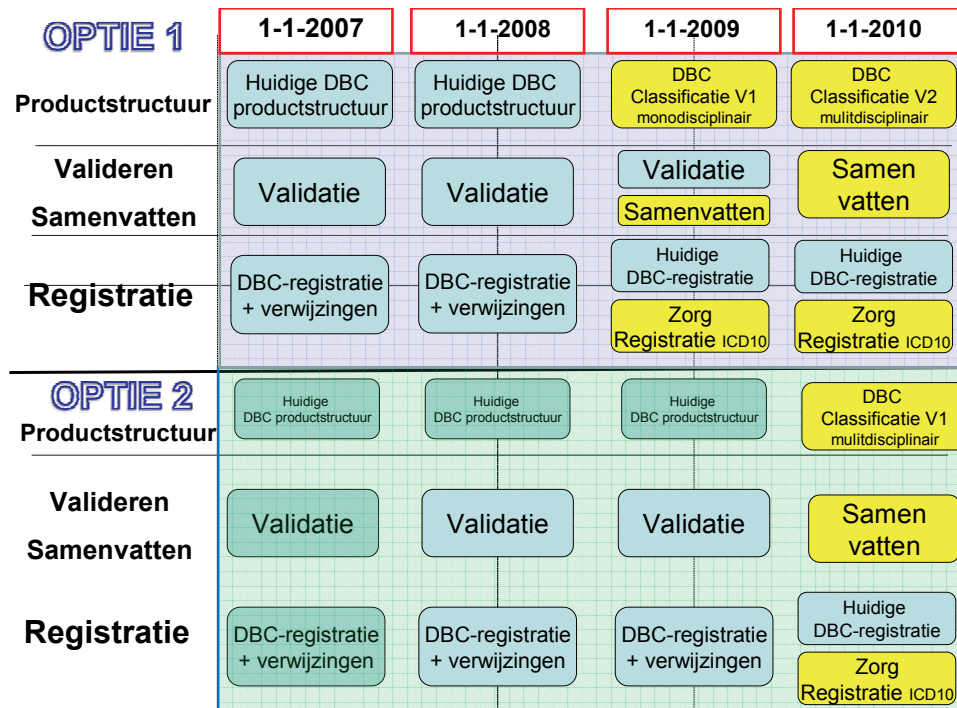 OPTIE 1
1-1-2007 1-1-2008 1-1-2009 1-1-2010
Productstructuur
Huidige DBC
productstructuur
Huidige DBC
productstructuur
DBC
Classificatie V1
monodisciplinair
DBC
Classificatie V2
mulitdisciplinair
Valideren
Samenvatten
Validatie
Validatie
Validatie
Samenvatten
Samen
vatten
Registratie
DBC-registratie
+ verwijzingen
DBC-registratie
+ verwijzingen
Huidige
DBC-registratie
Zorg
Registratie ICD10
Huidige
DBC-registratie
Zorg
Registratie ICD10
OPTIE 2
Productstructuur
Huidige
DBC productstructuur
Huidige
DBC productstructuur
Huidige
DBC productstructuur
DBC
Classificatie V1
mulitdisciplinair
Valideren
Samenvatten
Validatie
Validatie
Validatie
Samen
vatten
Registratie
DBC-registratie
+ verwijzingen
DBC-registratie
+ verwijzingen
DBC-registratie
+ verwijzingen
Huidige
DBC-registratie
Zorg
Registratie ICD10